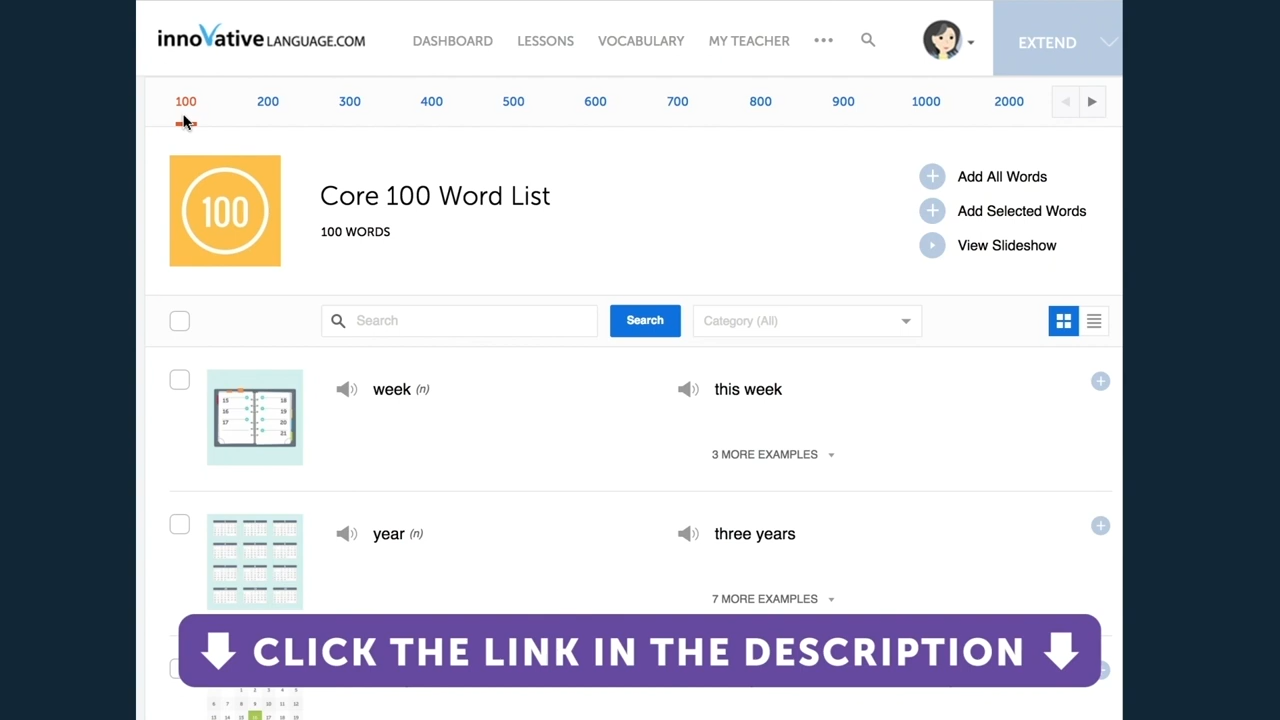 innoVative LANGUAGE.COM DASHBOARD LESSONS VOCABULARY MY TEACHER ••• EXTEND
100 200 300 400 500 600 700 800 900 1000 2000
100
Core 100 Word List
100 WORDS
Add All Words
Add Selected Words
View Slideshow
Search Search Category (All)
week (n) this week
3 MORE EXAMPLES
year (n) three years
7 MORE EXAMPLES
CLICK THE LINK IN THE DESCRIPTION